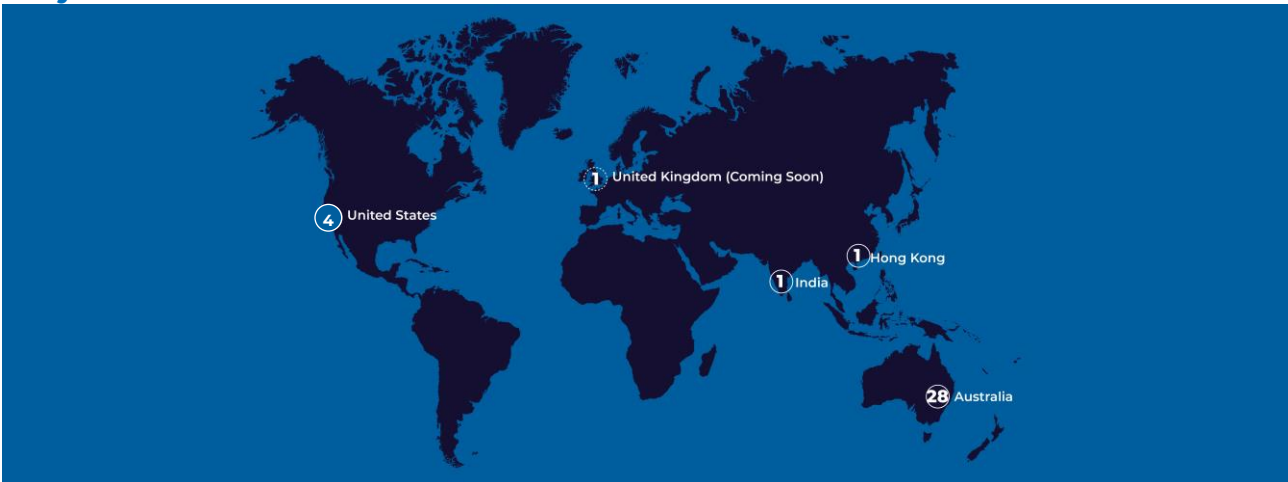 1 United Kingdom (Coming Soon)
4 United States
1 Hong Kong
1 India
28 Australia